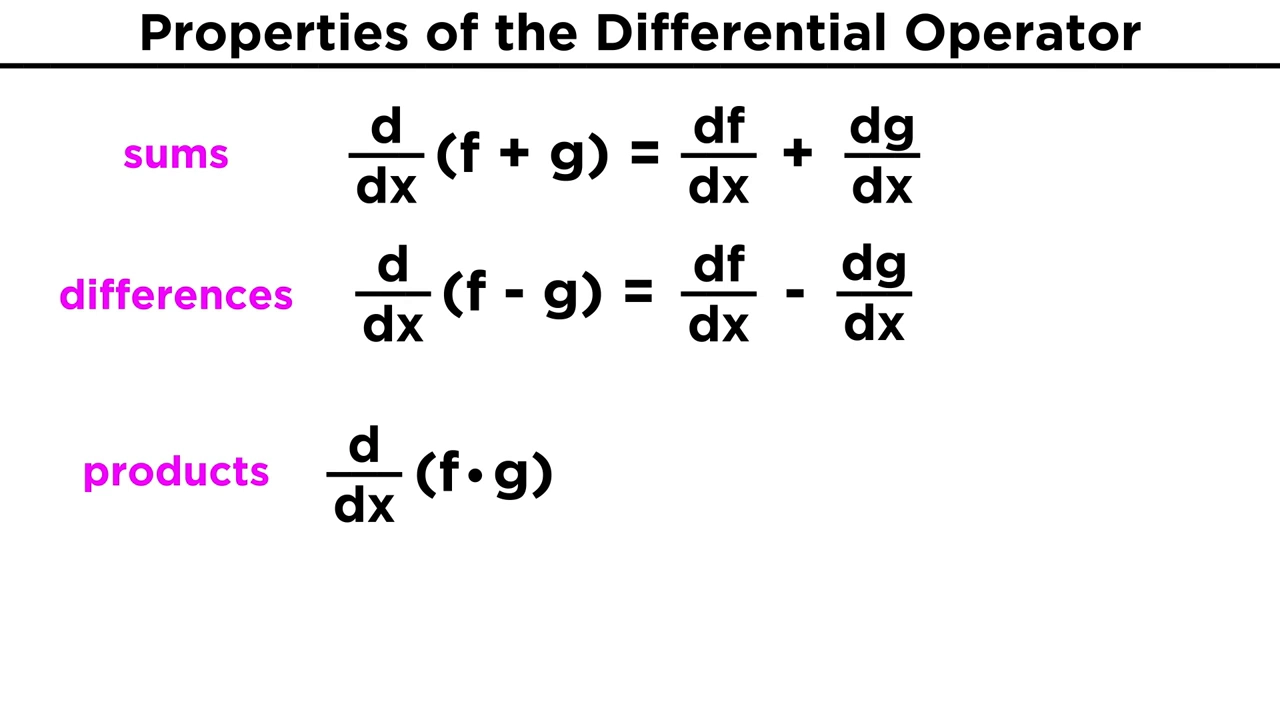 Properties of the Differential Operator
sums d/dx (f + g) = df/dx + dg/dx
differences d/dx (f - g) = df/dx - dg/dx
products d/dx (f • g)